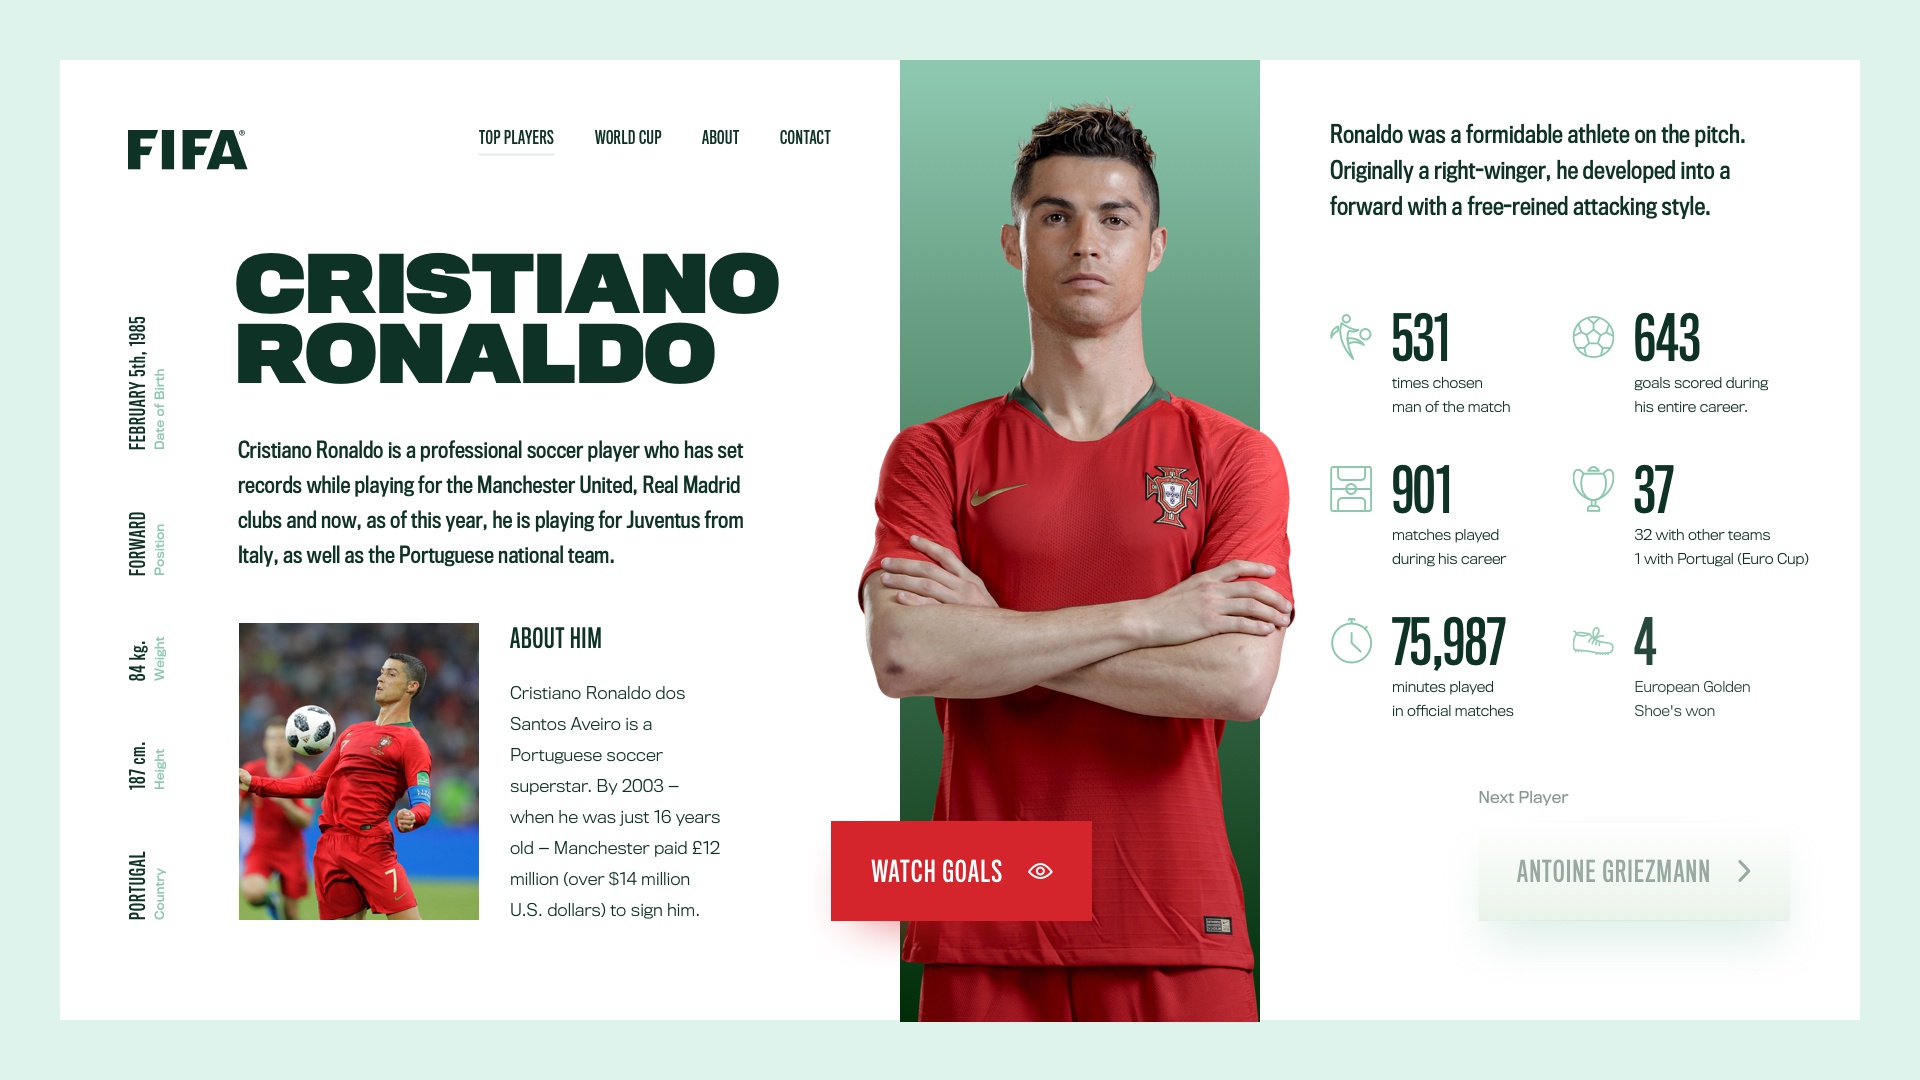 FIFA®
TOP PLAYERS
WORLD CUP
ABOUT
CONTACT
CRISTIANO
RONALDO
FEBRUARY 5th, 1985
Date of Birth
FORWARD
Position
84 kg.
Weight
187 cm.
Height
PORTUGAL
Country
Cristiano Ronaldo is a professional soccer player who has set
records while playing for the Manchester United, Real Madrid
clubs and now, as of this year, he is playing for Juventus from
Italy, as well as the Portuguese national team.
7
7
ABOUT HIM
Cristiano Ronaldo dos
Santos Aveiro is a
Portuguese soccer
superstar. By 2003 –
when he was just 16 years
old – Manchester paid £12
million (over $14 million
U.S. dollars) to sign him.
WATCH GOALS
Ronaldo was a formidable athlete on the pitch.
Originally a right-winger, he developed into a
forward with a free-reined attacking style.
531
times chosen
man of the match
643
goals scored during
his entire career.
901
matches played
during his career
37
32 with other teams
1 with Portugal (Euro Cup)
75,987
minutes played
in official matches
4
European Golden
Shoe's won
Next Player
ANTOINE GRIEZMANN